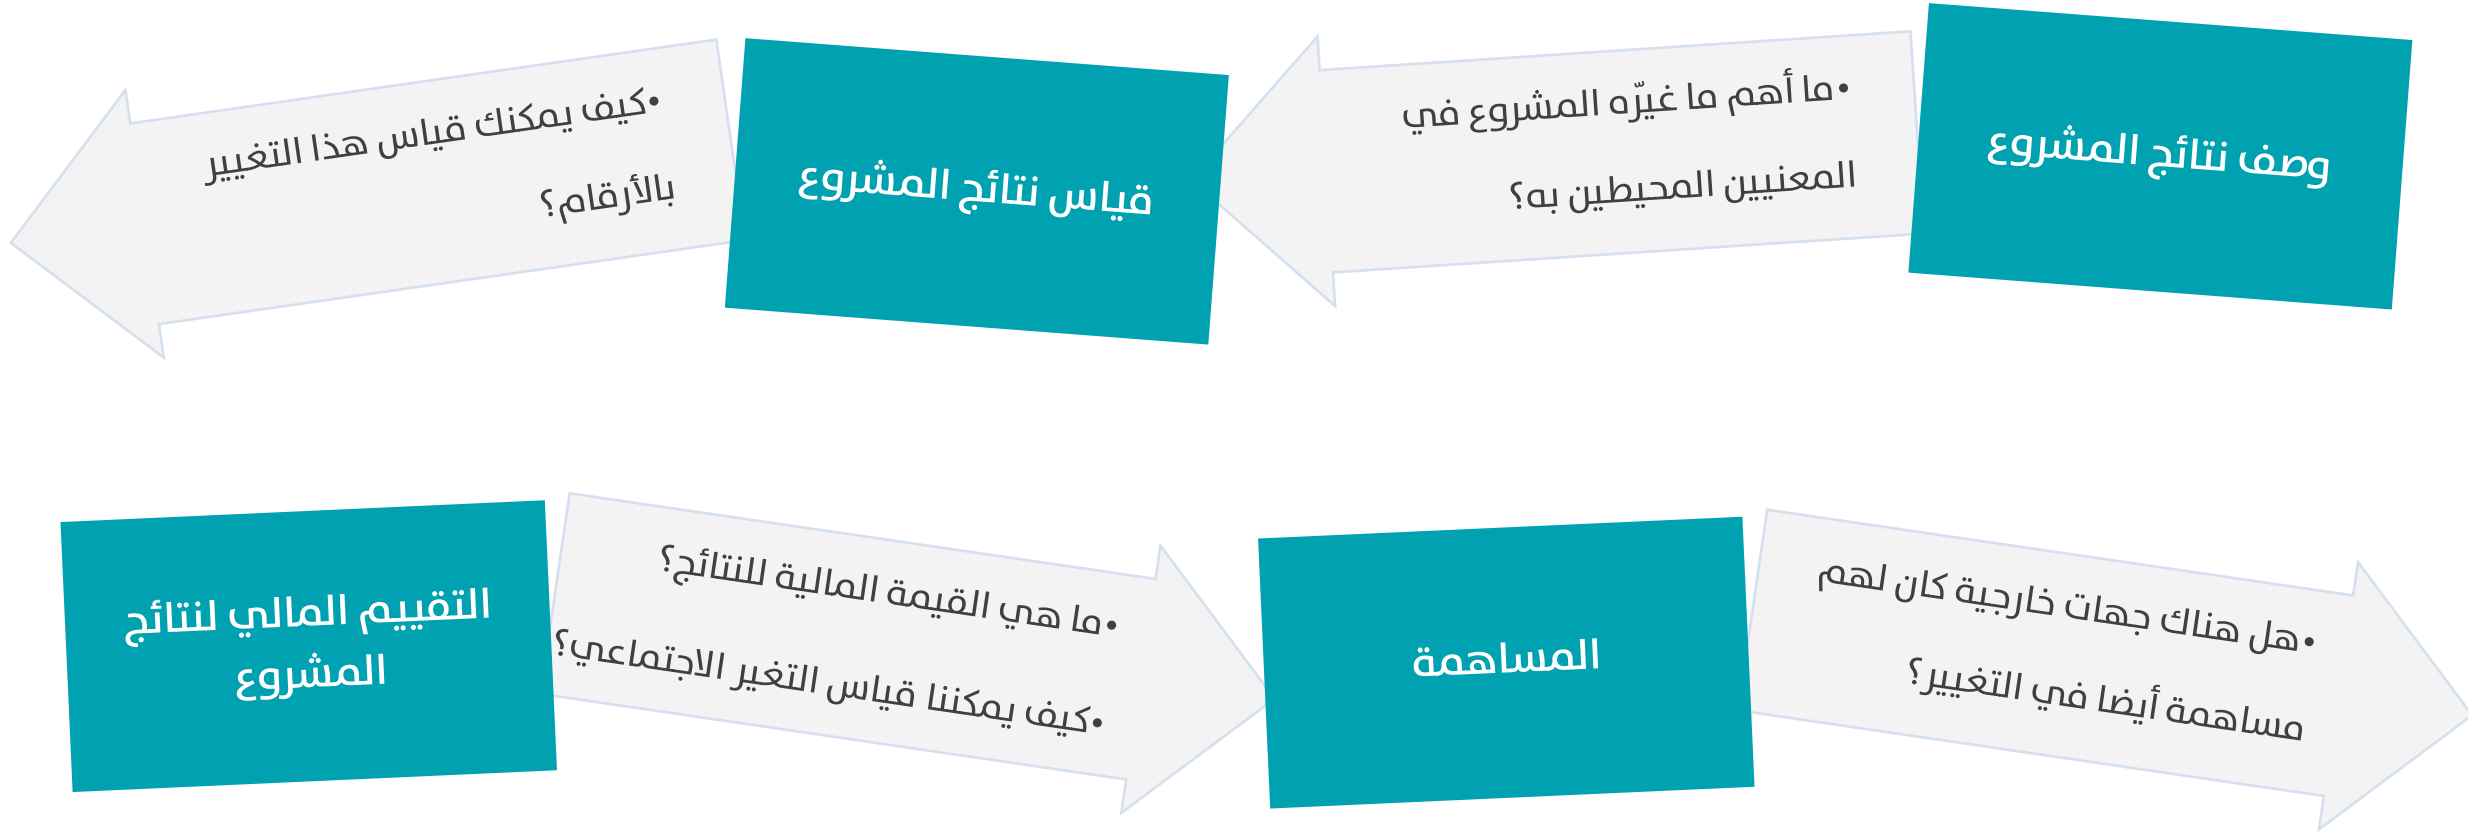 وصف نتائج المشروع
•ما أهم ما غيرّه المشروع في
المعنيين المحيطين به؟
قياس نتائج المشروع
•كيف يمكنك قياس هذا التغيير
بالأرقام؟
التقييم المالي لنتائج
المشروع
•ما هي القيمة المالية للنتائج؟
•كيف يمكننا قياس التغير الاجتماعي؟
المساهمة
•هل هناك جهات خارجية كان لهم
مساهمة أيضا في التغيير؟